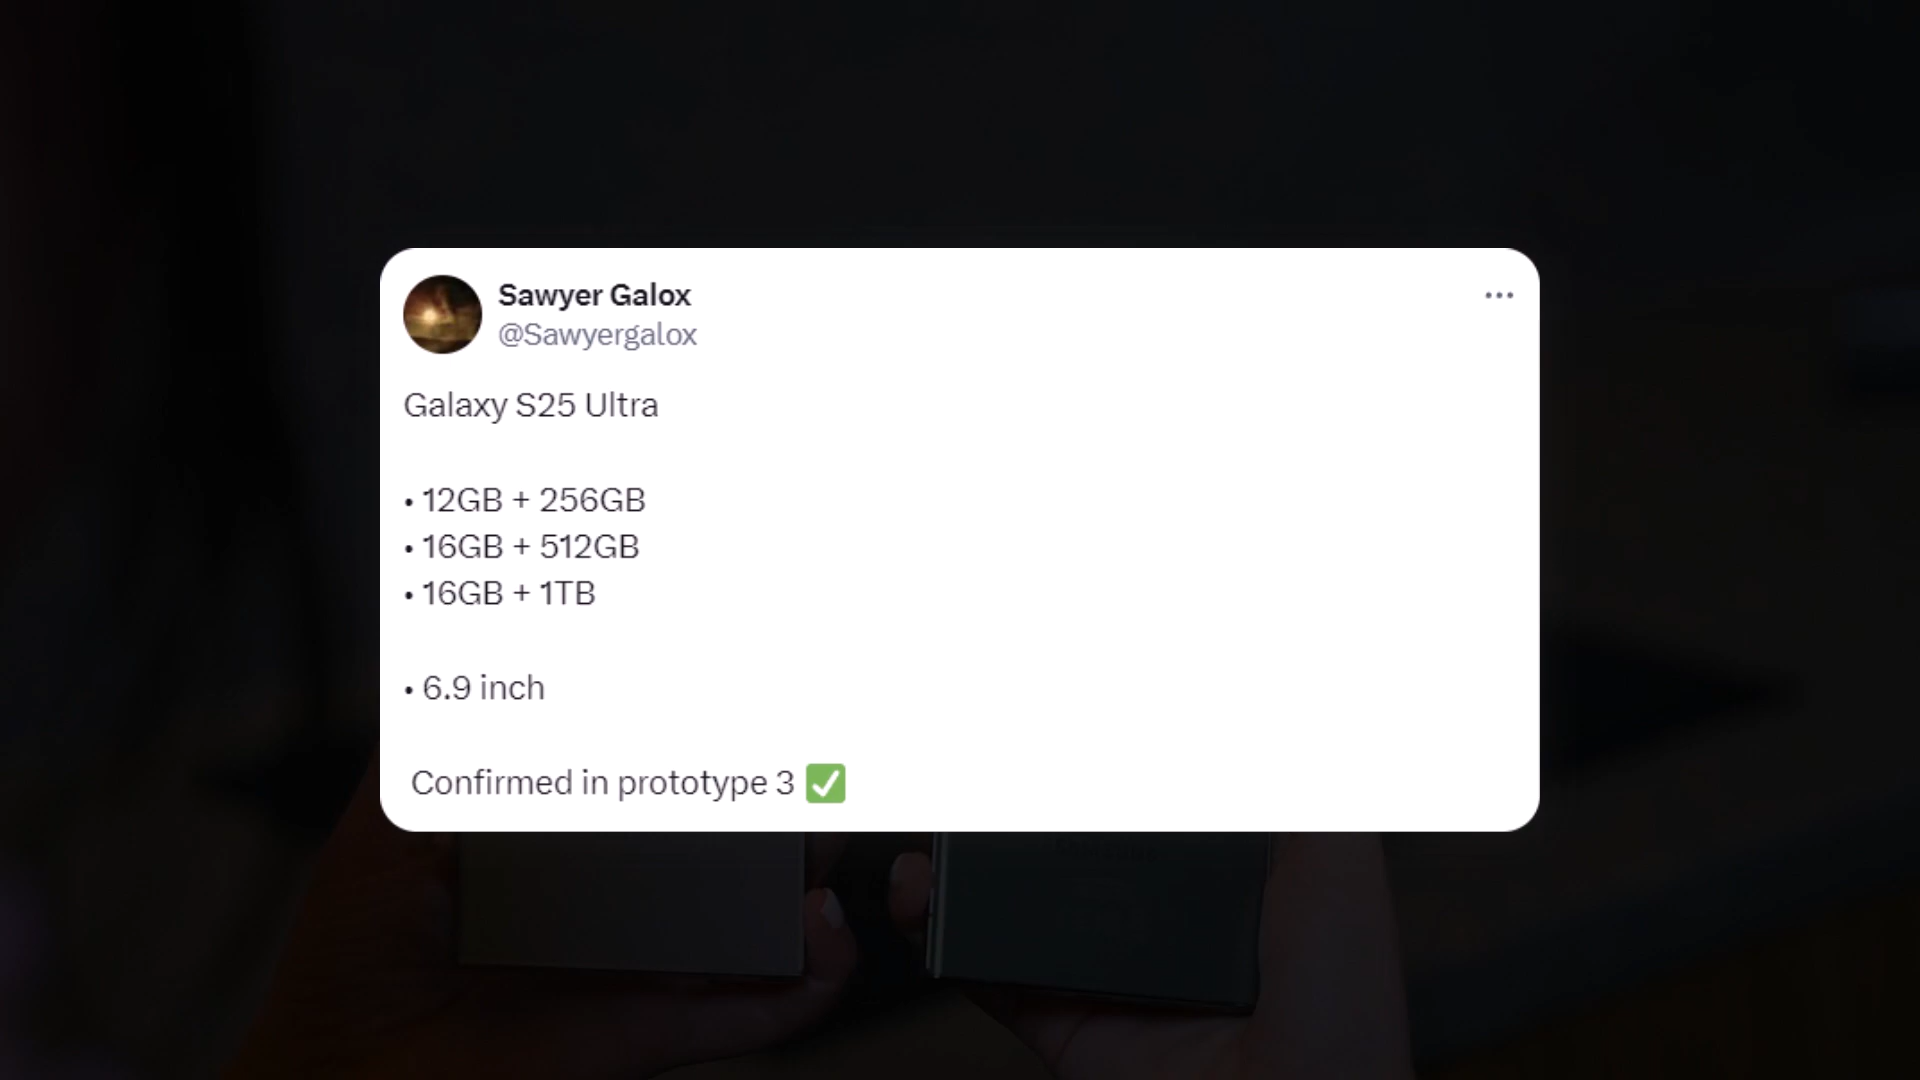 Sawyer Galox
@Sawyergalox
Galaxy S25 Ultra
• 12GB + 256GB
• 16GB + 512GB
• 16GB + 1TB
• 6.9 inch
Confirmed in prototype 3 ✅